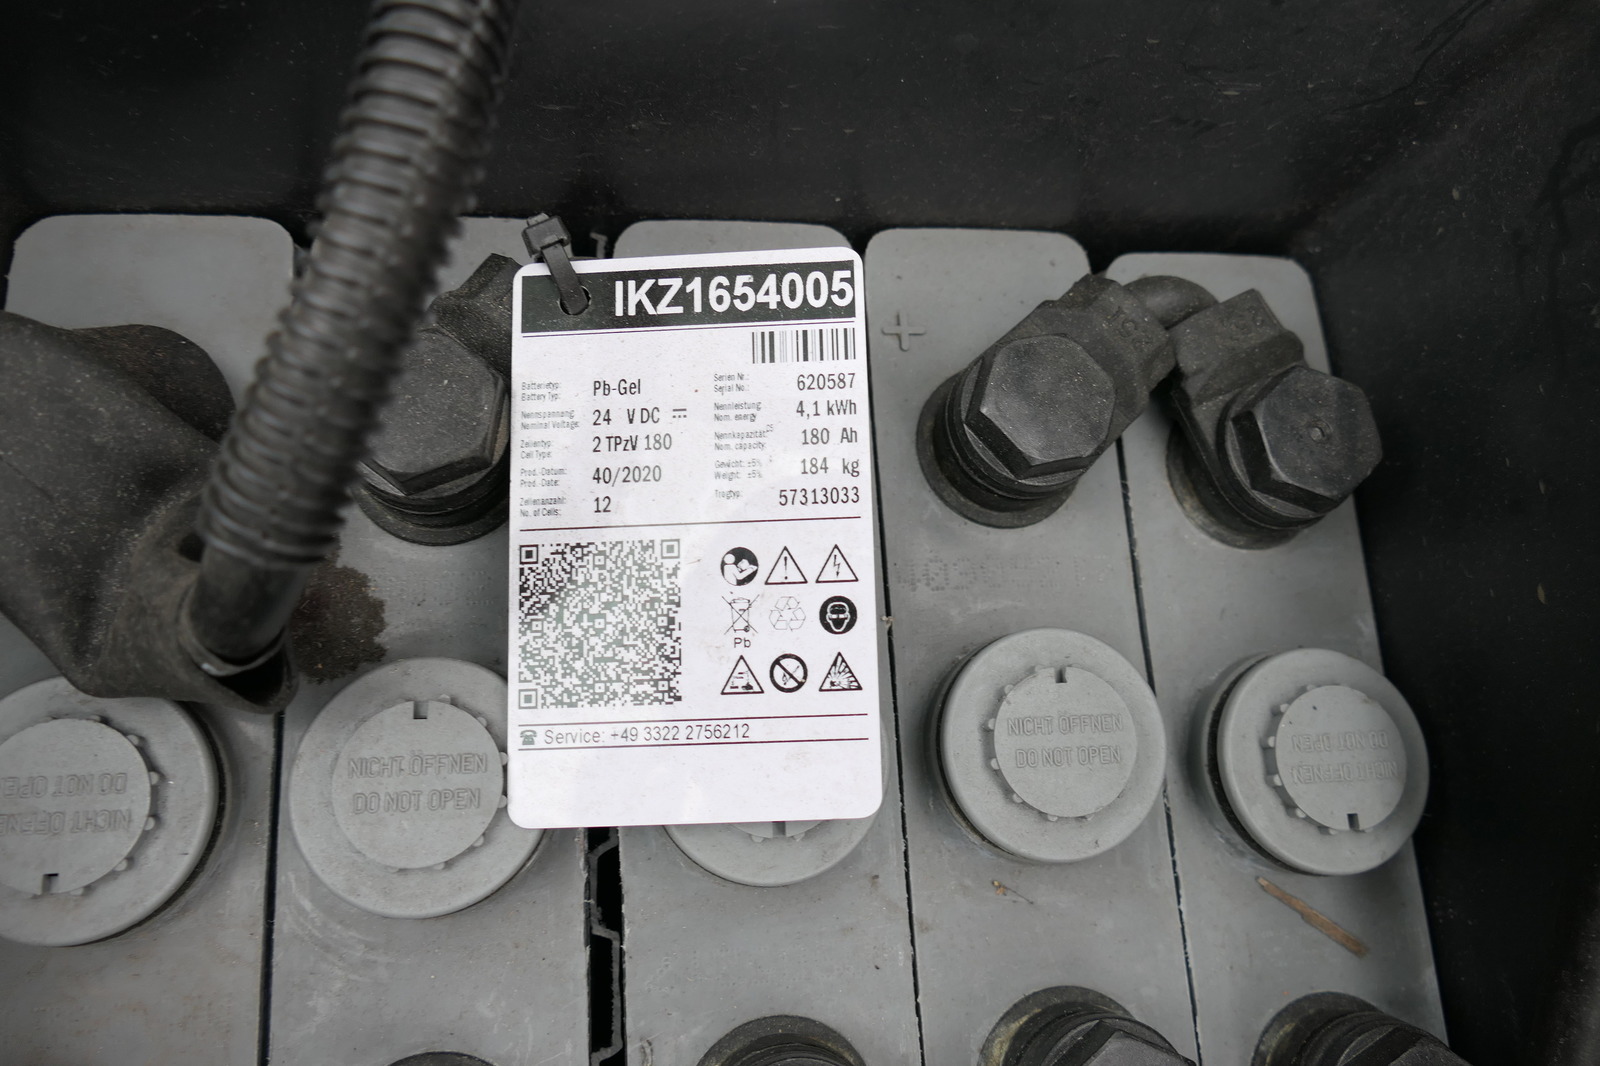 IKZ1654005
Batterietyp: Battery Typ: Pb-Gel
Nennspannung: Nominal Voltage: 24 V DC
Zellentyp: Cell Type: 2 TPzV 180
Prod.-Datum: Prod.-Date: 40/2020
Zellenanzahl: No. of Cells: 12
Serien Nr.: Serial No.: 620587
Nennleistung: Nom. energy 4,1 kWh
Nennkapazität: Nom. capacity: 180 Ah
Gewicht: ±5% Weight: ±5% 184 kg
Trogtyp: 57313033
Pb
Service: +49 3322 2756212
NICHT ÖFFNEN
DO NOT OPEN
NICHT ÖFFNEN
DO NOT OPEN
NICHT ÖFFNEN
DO NOT OPEN
NICHT ÖFFNEN
DO NOT OPEN